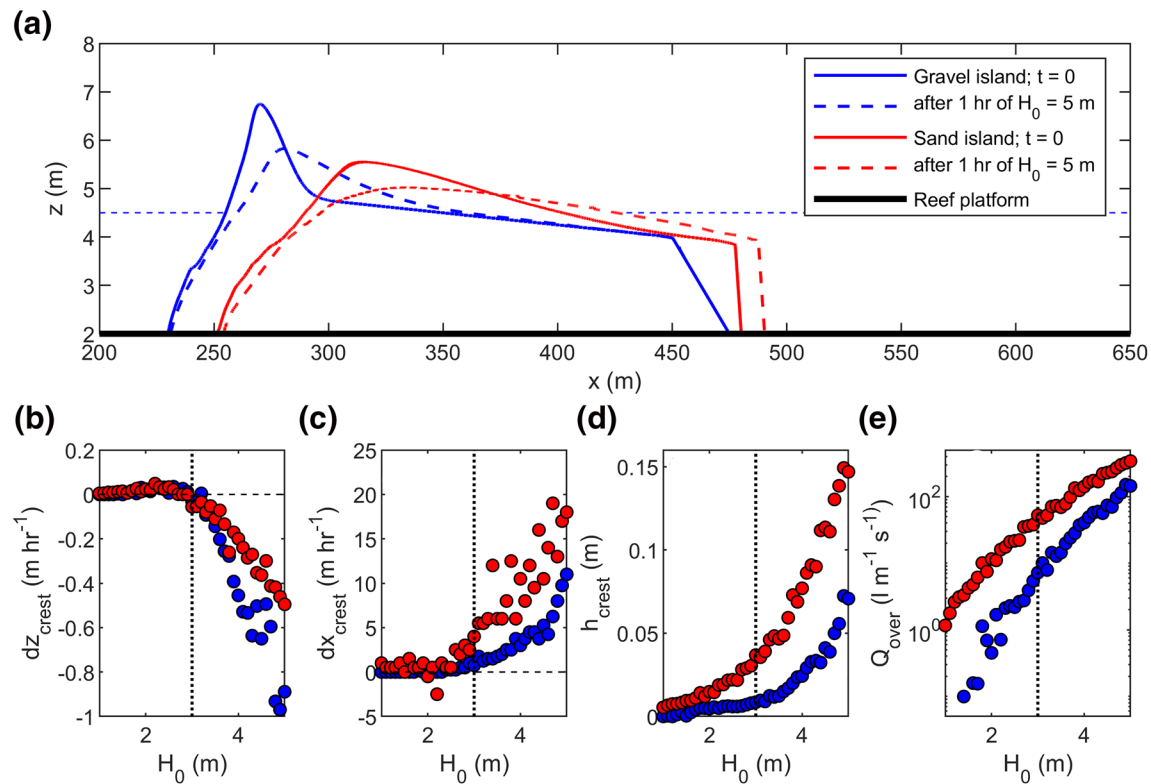 (a)
8
7
6
5
4
3
2
z (m)
200 250 300 350 400 450 500 550 600 650
x (m)
Gravel island; t = 0
after 1 hr of H0 = 5 m
Sand island; t = 0
after 1 hr of H0 = 5 m
Reef platform
(b)
0.2
0
-0.2
-0.4
-0.6
-0.8
-1
dzcrest (m hr-1)
2 4
H0 (m)
(c)
25
20
15
10
5
0
-5
dxcrest (m hr-1)
2 4
H0 (m)
(d)
0.15
0.1
0.05
0
hcrest (m)
2 4
H0 (m)
(e)
10²
10⁰
Qover (l m-1 s-1)
2 4
H0 (m)